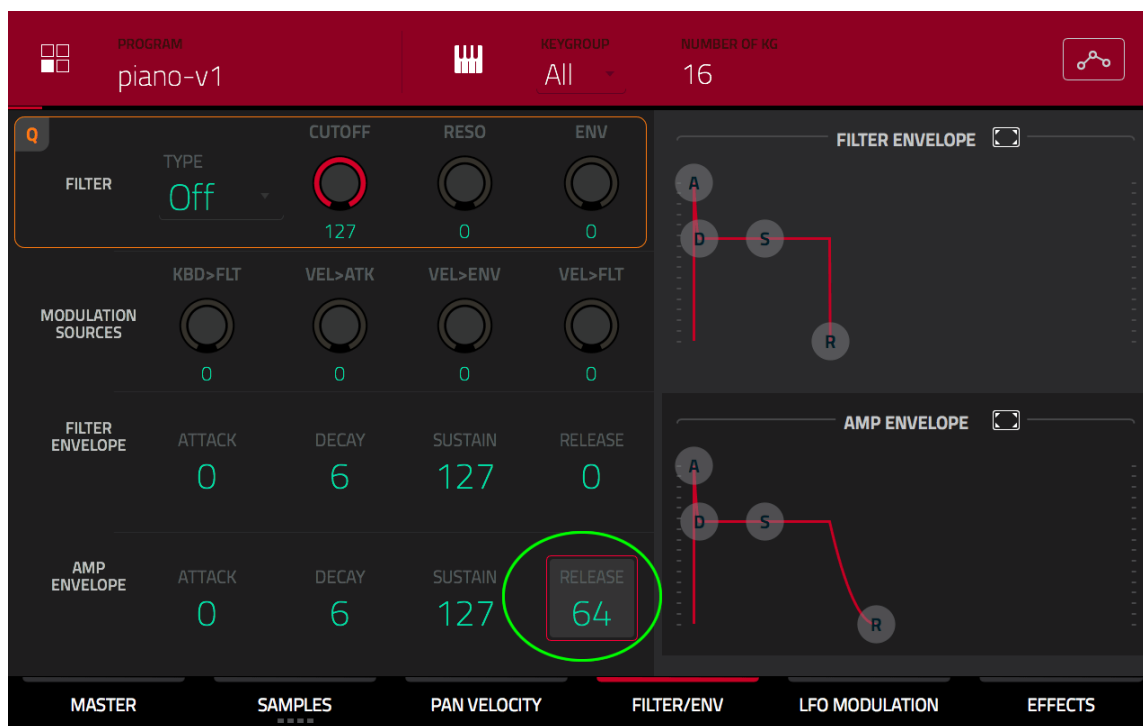 PROGRAM
piano-v1
KEYGROUP
All
NUMBER OF KG
16
Q
FILTER
TYPE
Off
CUTOFF
127
RESO
0
ENV
0
MODULATION
SOURCES
KBD>FLT
0
VEL>ATK
0
VEL>ENV
0
VEL>FLT
0
FILTER
ENVELOPE
ATTACK
0
DECAY
6
SUSTAIN
127
RELEASE
0
AMP
ENVELOPE
ATTACK
0
DECAY
6
SUSTAIN
127
RELEASE
64
FILTER ENVELOPE
A
D
S
R
AMP ENVELOPE
A
D
S
R
MASTER
SAMPLES
PAN VELOCITY
FILTER/ENV
LFO MODULATION
EFFECTS